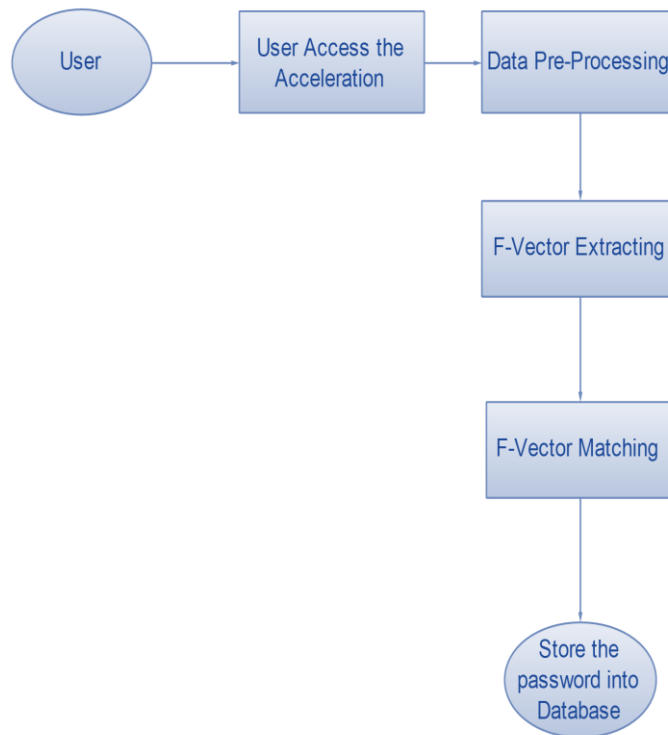 User
User Access the
Acceleration
Data Pre-Processing
F-Vector Extracting
F-Vector Matching
Store the
password into
Database